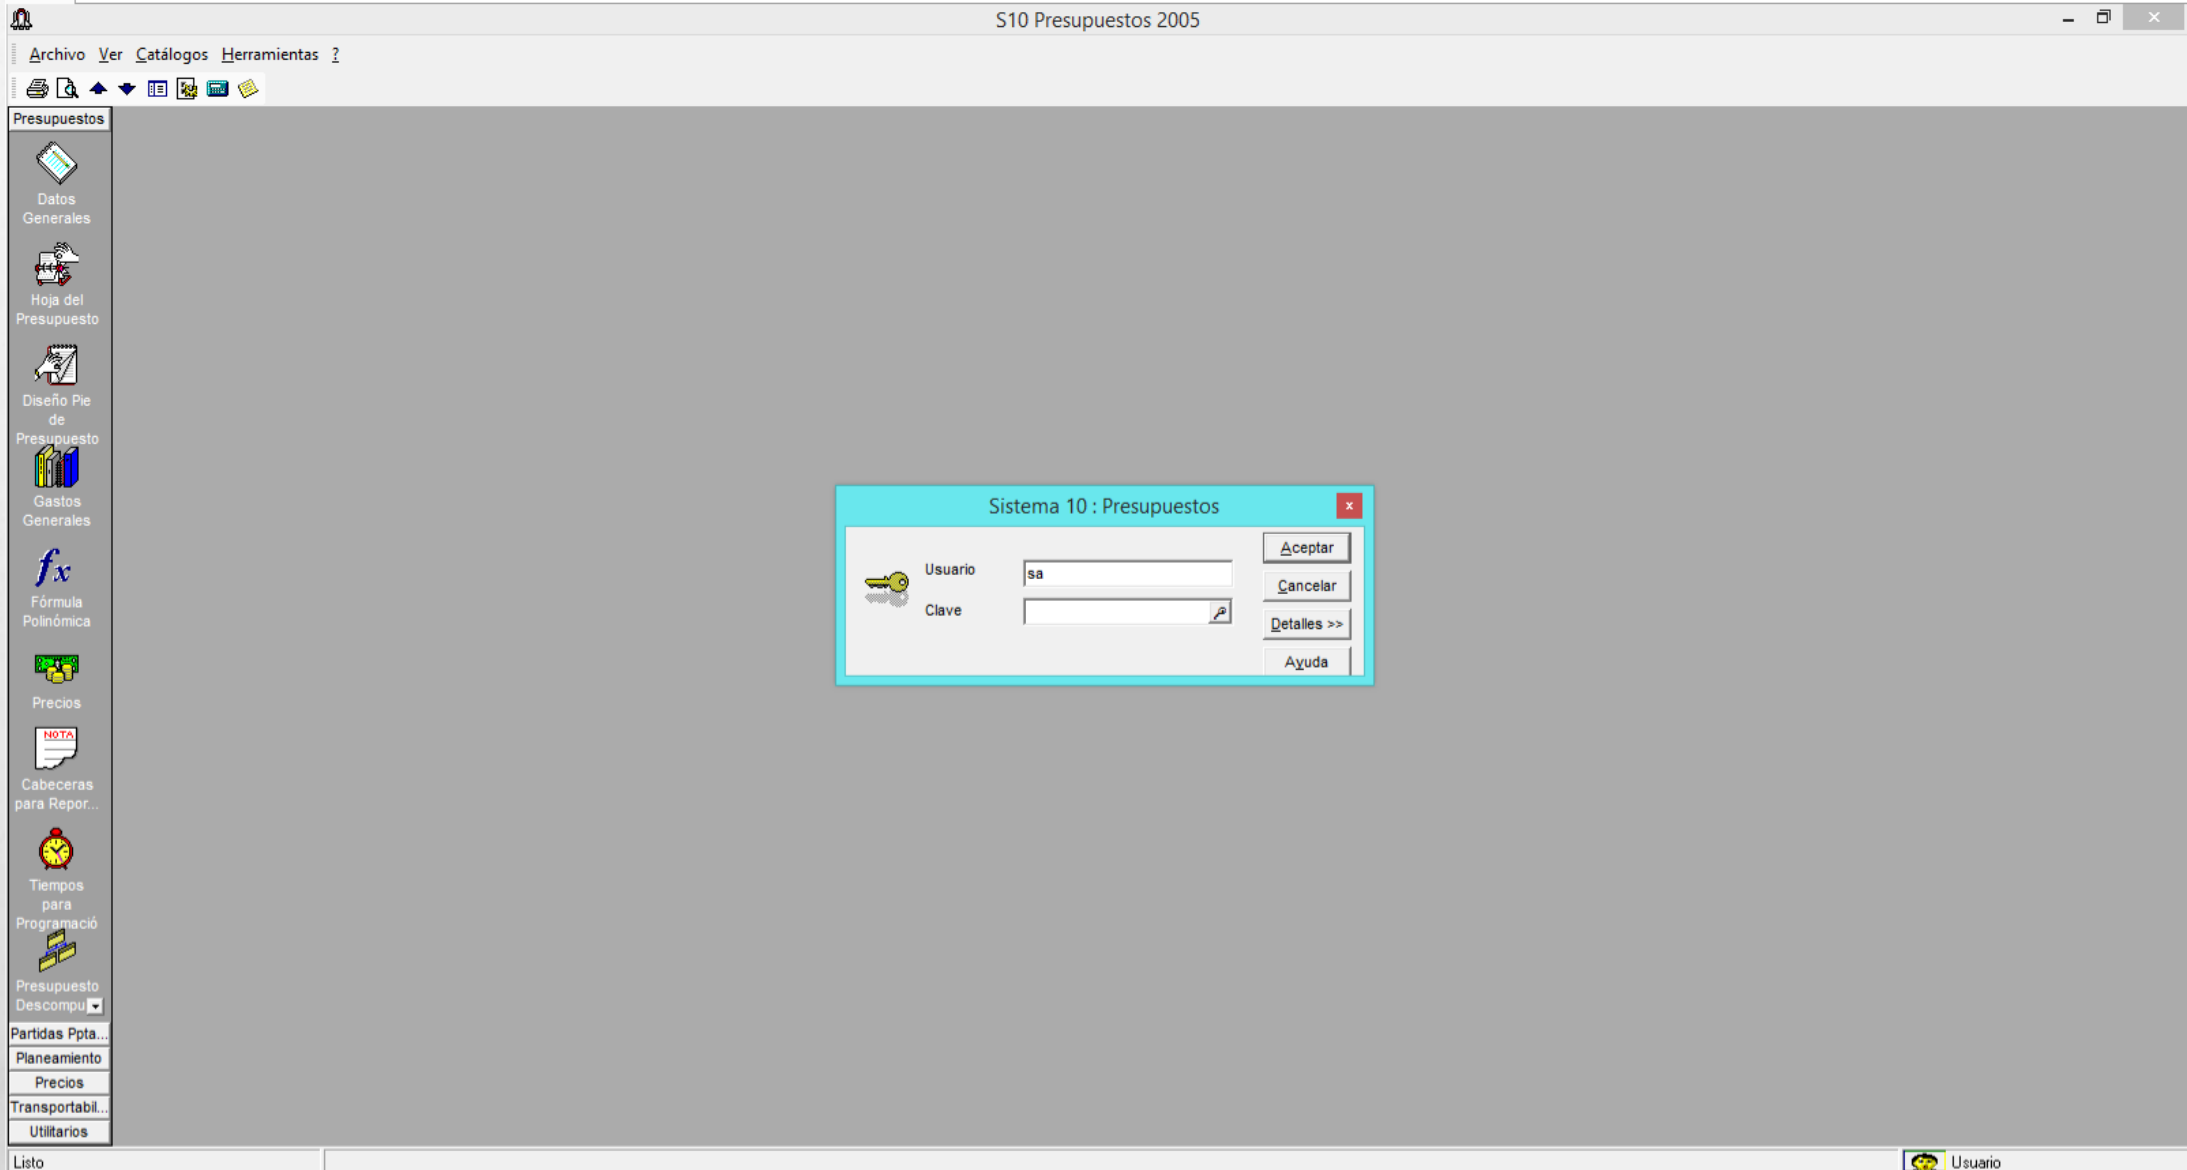 S10 Presupuestos 2005
Archivo Ver Catálogos Herramientas ?
Presupuestos
Datos
Generales
Hoja del
Presupuesto
Diseño Pie
de
Presupuesto
Gastos
Generales
fx
Fórmula
Polinómica
Precios
NOTA
Cabeceras
para Repor...
Tiempos
para
Programació
Presupuesto
Descompu
Partidas Ppta...
Planeamiento
Precios
Transportabil...
Utilitarios
Sistema 10 : Presupuestos
x
Usuario
sa
Clave
Aceptar
Cancelar
Detalles >>
Ayuda
Listo
Usuario